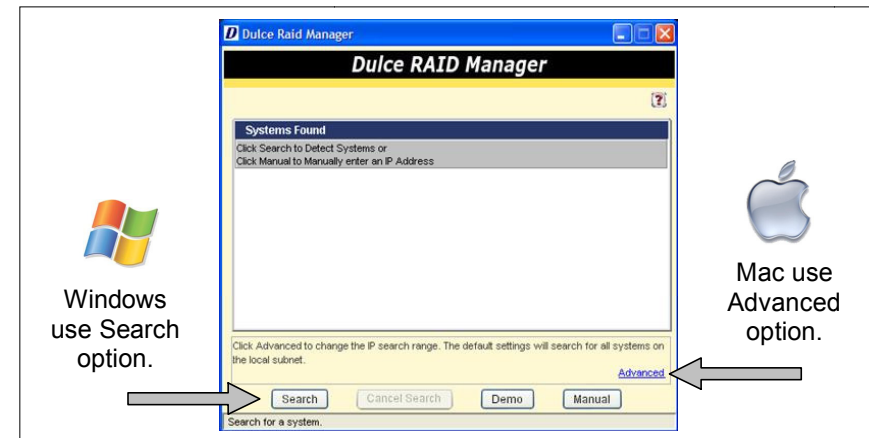 Dulce Raid Manager
Dulce RAID Manager
?
Systems Found
Click Search to Detect Systems or
Click Manual to Manually enter an IP Address
Windows
use Search
option.
Mac use
Advanced
option.
Click Advanced to change the IP search range. The default settings will search for all systems on
the local subnet.
Advanced
Search
Cancel Search
Demo
Manual
Search for a system.